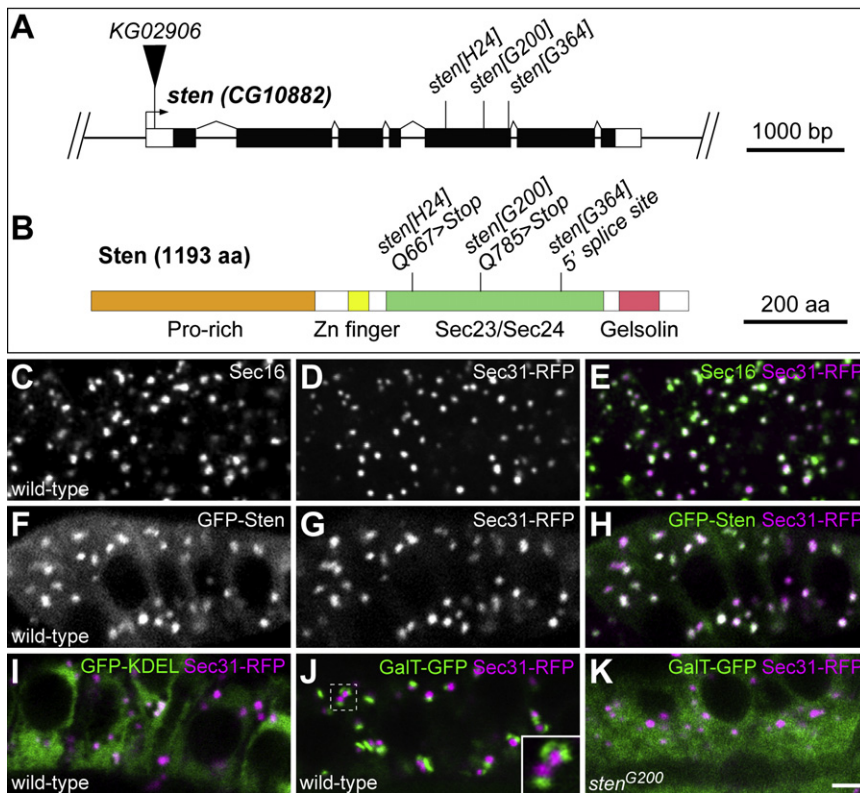 A
KG02906
sten (CG10882)
sten[H24]
sten[G200]
sten[G364]
1000 bp
B
Sten (1193 aa)
sten[H24]
Q667>Stop
sten[G200]
Q785>Stop
sten[G364]
5' splice site
Pro-rich
Zn finger
Sec23/Sec24
Gelsolin
200 aa
C
Sec16
wild-type
D
Sec31-RFP
E
Sec16 Sec31-RFP
F
GFP-Sten
wild-type
G
Sec31-RFP
H
GFP-Sten Sec31-RFP
I
GFP-KDEL Sec31-RFP
wild-type
J
GalT-GFP Sec31-RFP
wild-type
K
GalT-GFP Sec31-RFP
sten^G200